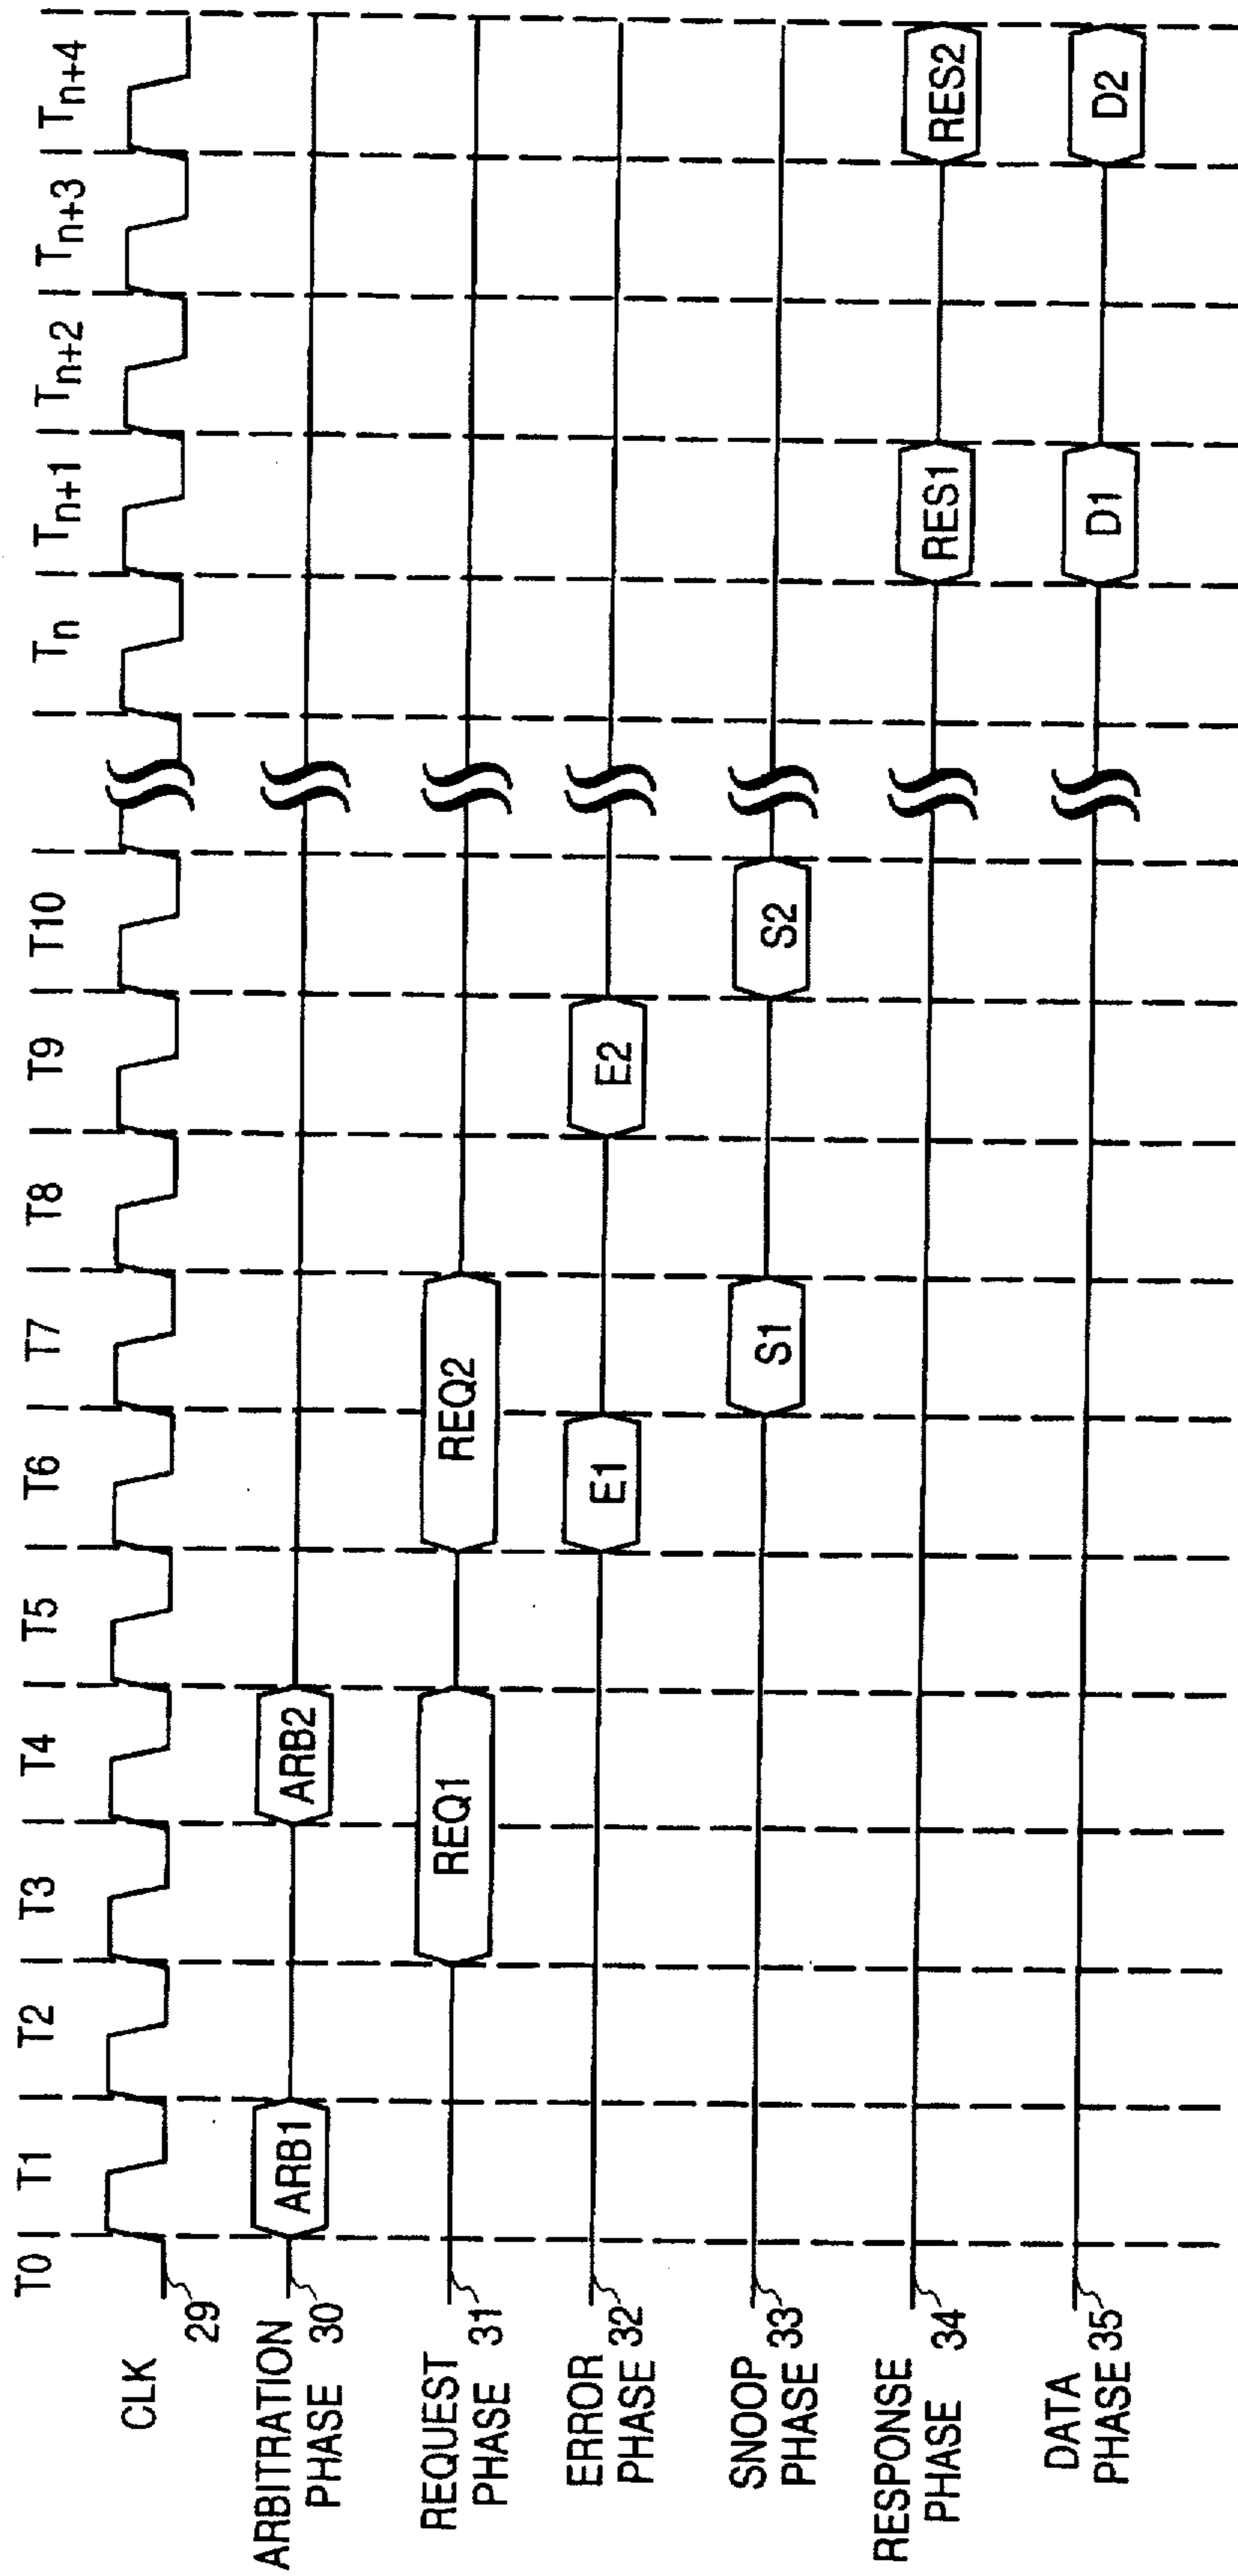 T0 T1 T2 T3 T4 T5 T6 T7 T8 T9 T10 Tn Tn+1 Tn+2 Tn+3 Tn+4
CLK 29
ARBITRATION
PHASE 30
ARB1 ARB2
REQUEST
PHASE 31
REQ1 REQ2
ERROR
PHASE 32
E1 E2
SNOOP
PHASE 33
S1 S2
RESPONSE
PHASE 34
RES1 RES2
DATA
PHASE 35
D1 D2